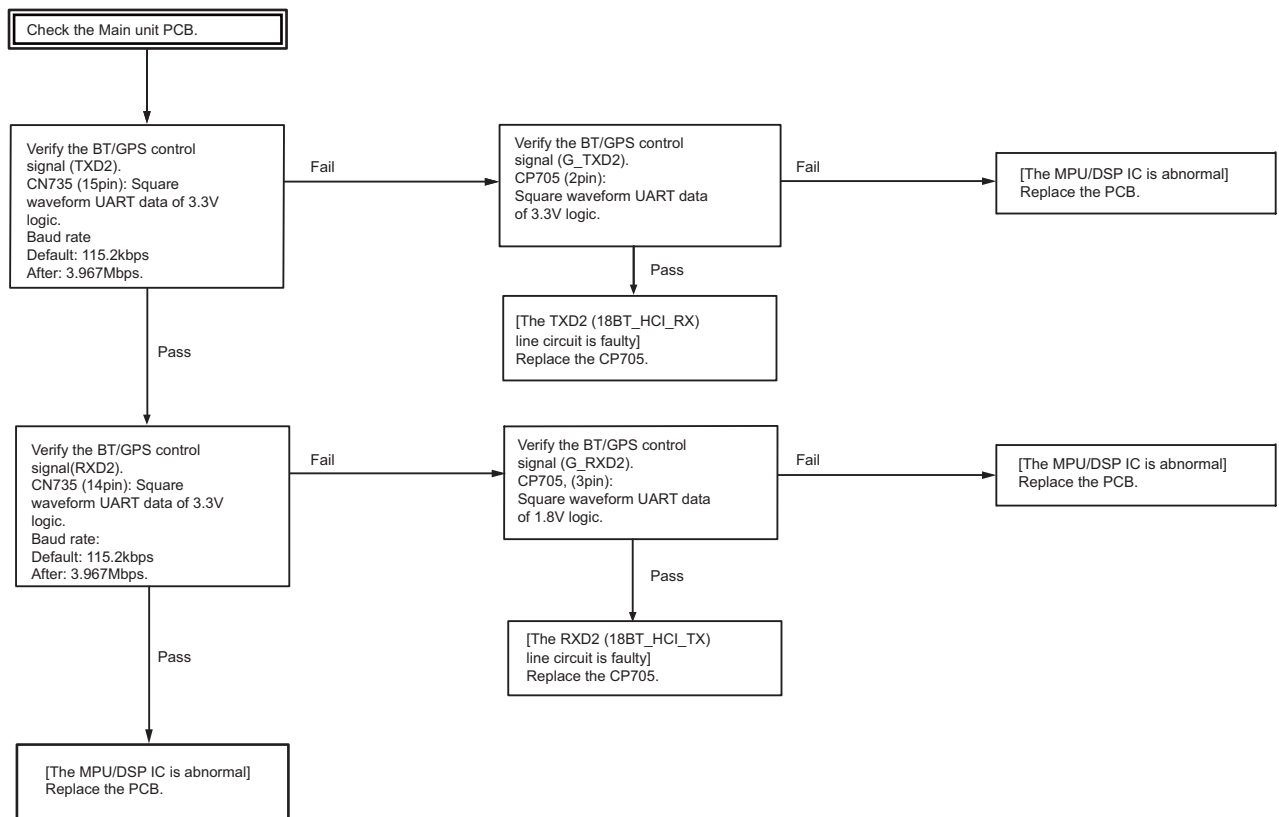 Check the Main unit PCB.
Verify the BT/GPS control
signal (TXD2).
CN735 (15pin): Square
waveform UART data of 3.3V
logic.
Baud rate
Default: 115.2kbps
After: 3.967Mbps.
Fail
Verify the BT/GPS control
signal (G_TXD2).
CP705 (2pin):
Square waveform UART data
of 3.3V logic.
Fail
[The MPU/DSP IC is abnormal]
Replace the PCB.
Pass
[The TXD2 (18BT_HCI_RX)
line circuit is faulty]
Replace the CP705.
Pass
Verify the BT/GPS control
signal(RXD2).
CN735 (14pin): Square
waveform UART data of 3.3V
logic.
Baud rate:
Default: 115.2kbps
After: 3.967Mbps.
Fail
Verify the BT/GPS control
signal (G_RXD2).
CP705, (3pin):
Square waveform UART data
of 1.8V logic.
Fail
[The MPU/DSP IC is abnormal]
Replace the PCB.
Pass
[The RXD2 (18BT_HCI_TX)
line circuit is faulty]
Replace the CP705.
Pass
[The MPU/DSP IC is abnormal]
Replace the PCB.